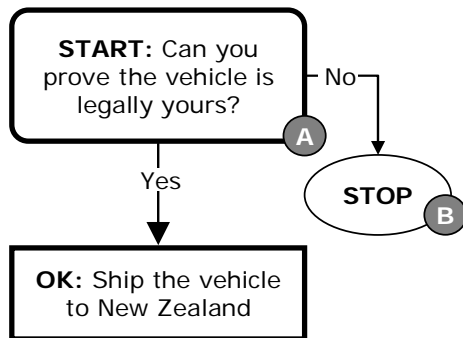 START: Can you
prove the vehicle is
legally yours?
No
A
Yes
STOP
B
OK: Ship the vehicle
to New Zealand